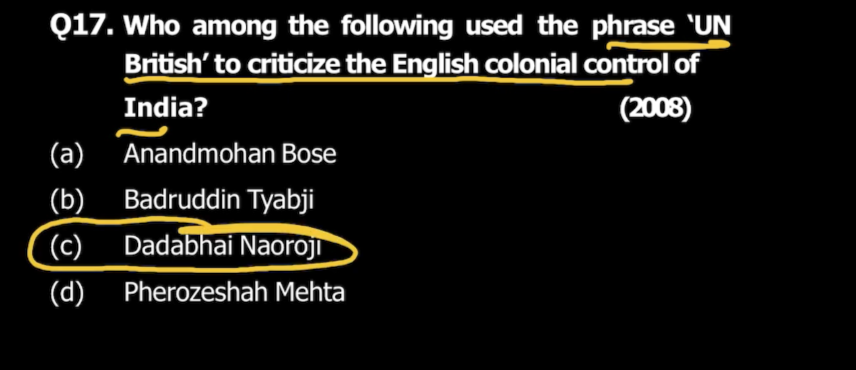 Q17. Who among the following used the phrase ‘UN
British’ to criticize the English colonial control of
India? (2008)
(a) Anandmohan Bose
(b) Badruddin Tyabji
(c) Dadabhai Naoroji
(d) Pherozeshah Mehta